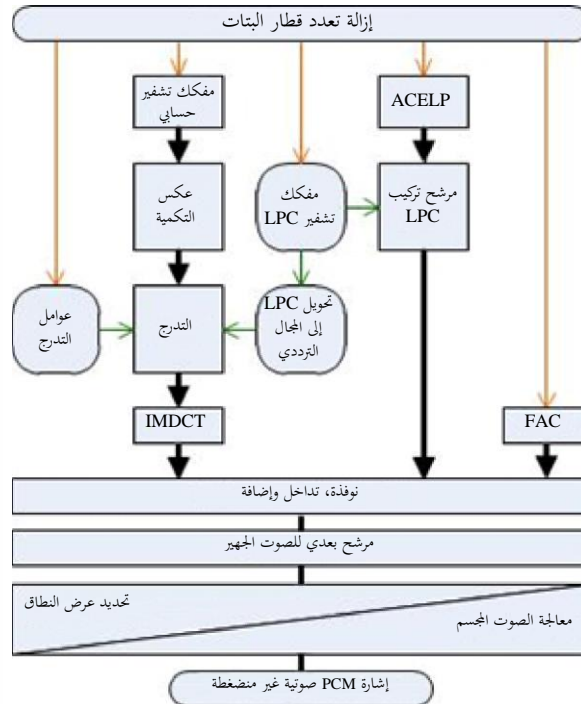 إزالة تعدد قطار البتات
مفكك تشفير
حسابي
ACELP
عكس
التكمية
مفكك
تشفير LPC
مرشح تركيب
LPC
عوامل
التدرج
التدرج
تحويل LPC
إلى المجال
الترددي
IMDCT
FAC
نوفذة، تداخل وإضافة
مرشح بعدي للصوت الجهير
تحديد عرض النطاق
معالجة الصوت المجسم
إشارة PCM صوتية غير منضغطة